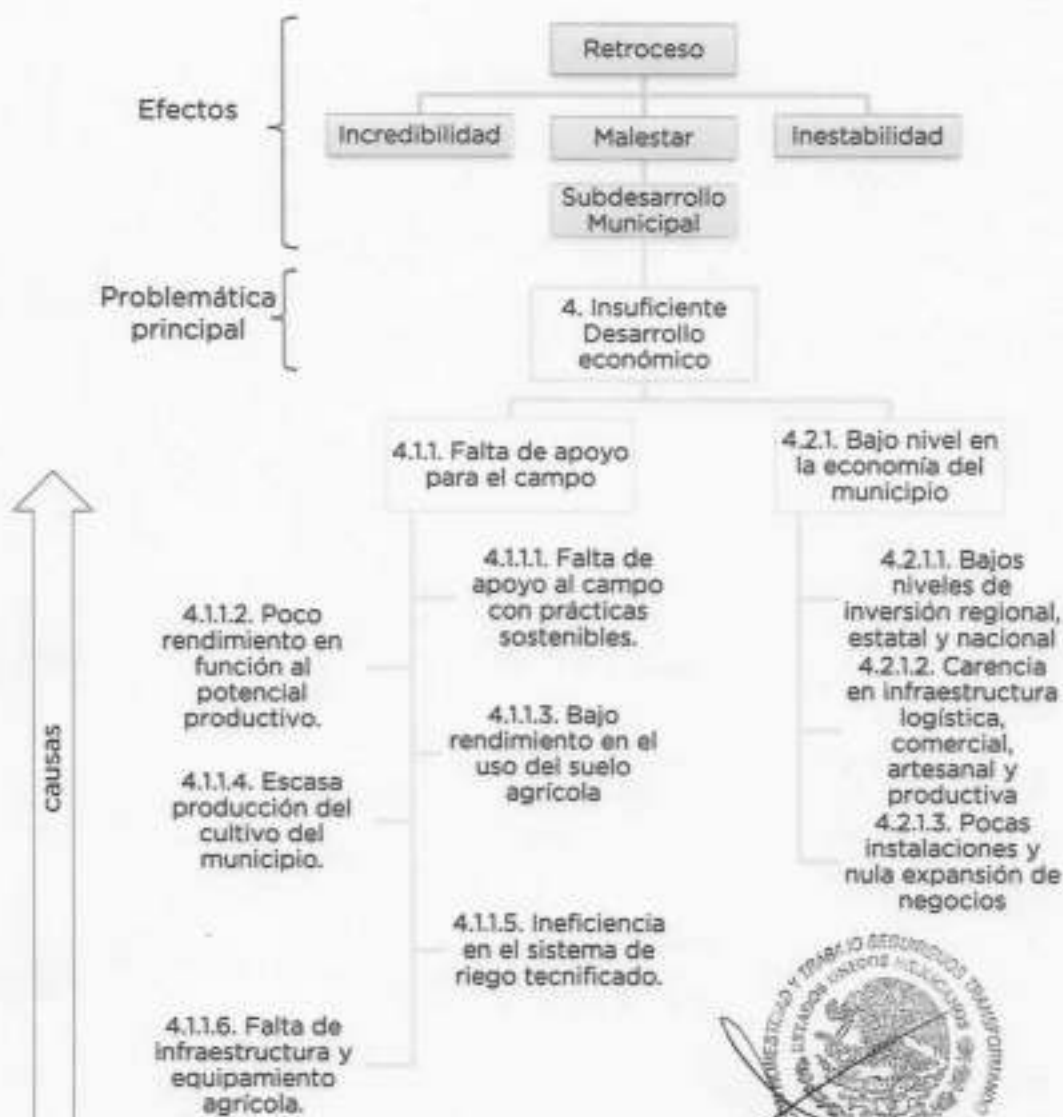 Efectos
Retroceso
Incredibilidad
Malestar
Inestabilidad
Subdesarrollo
Municipal
Problemática
principal
4. Insuficiente
Desarrollo
económico
4.1.1. Falta de apoyo
para el campo
4.2.1. Bajo nivel en
la economía del
municipio
causas
4.1.1.1. Falta de
apoyo al campo
con prácticas
sostenibles.
4.1.1.2. Poco
rendimiento en
función al
potencial
productivo.
4.1.1.3. Bajo
rendimiento en el
uso del suelo
agrícola
4.1.1.4. Escasa
producción del
cultivo del
municipio.
4.1.1.5. Ineficiencia
en el sistema de
riego tecnificado.
4.1.1.6. Falta de
infraestructura y
equipamiento
agrícola.
4.2.1.1. Bajos
niveles de
inversión regional,
estatal y nacional
4.2.1.2. Carencia
en infraestructura
logística,
comercial,
artesanal y
productiva
4.2.1.3. Pocas
instalaciones y
nula expansión de
negocios
Y TRABAJO SEGUIMOS
ESTADOS UNIDOS MEXICANOS